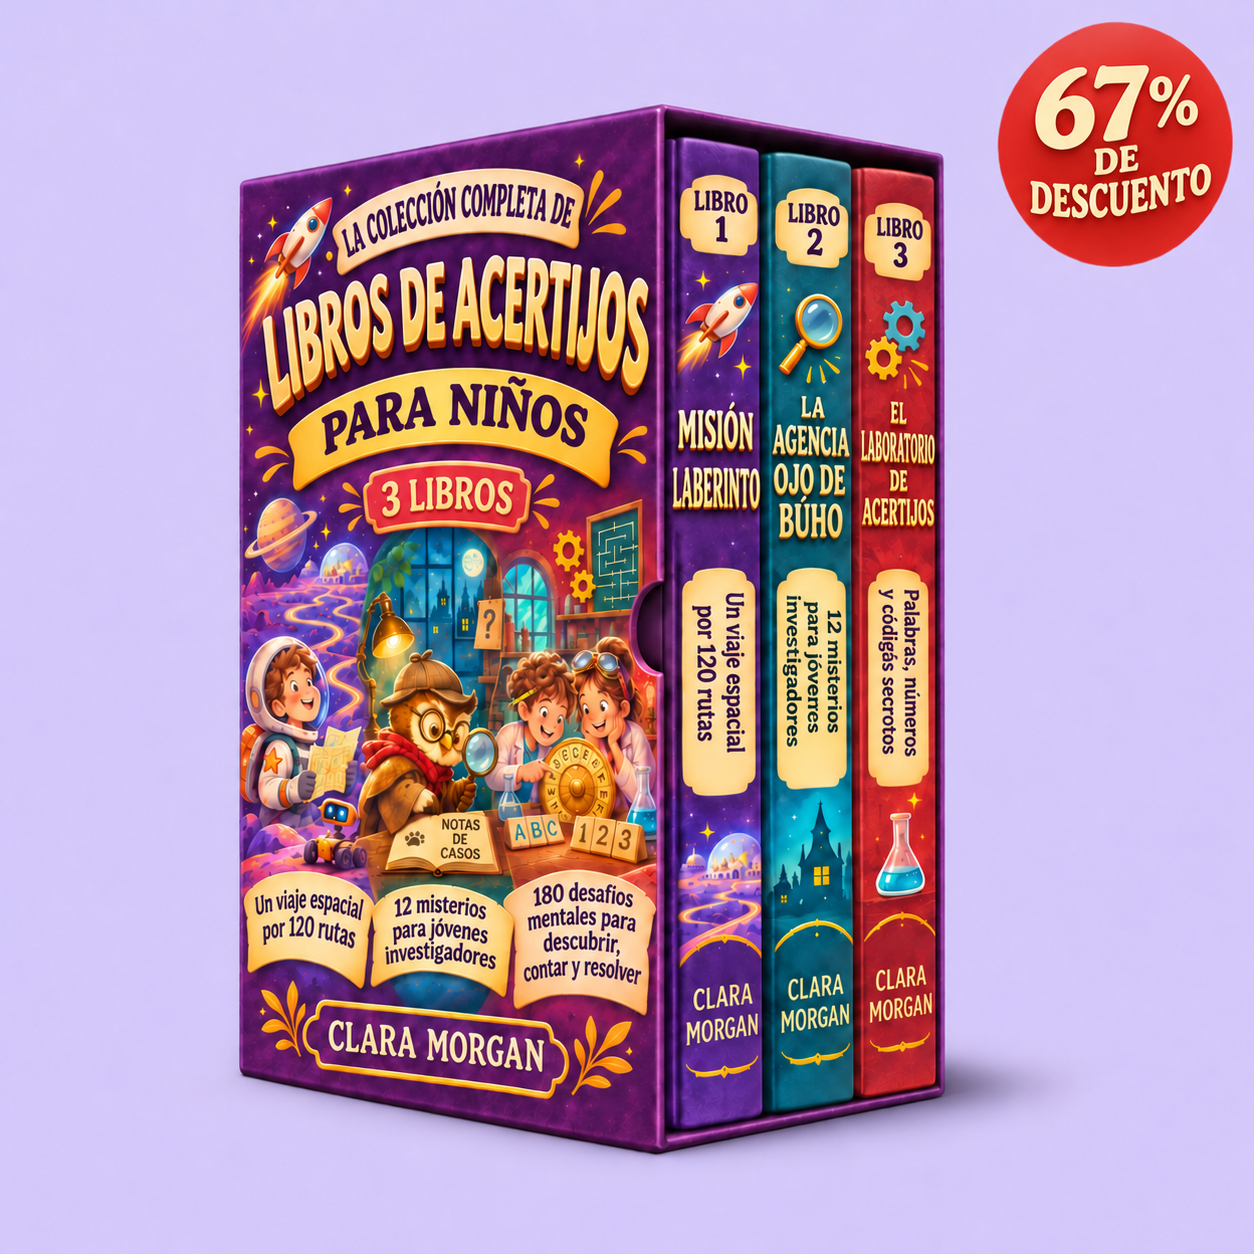 67%
DE
DESCUENTO
LA COLECCIÓN COMPLETA DE
LIBROS DE ACERTIJOS
PARA NIÑOS
3 LIBROS
?
NOTAS
DE
CASOS
ABC
123
Un viaje espacial
por 120 rutas
12 misterios
para jóvenes
investigadores
180 desafíos
mentales para
descubrir,
contar y resolver
CLARA MORGAN
LIBRO
1
MISIÓN
LABERINTO
Un viaje espacial
por 120 rutas
CLARA
MORGAN
LIBRO
2
LA
AGENCIA
OJO DE
BÚHO
12 misterios
para jóvenes
investigadores
CLARA
MORGAN
LIBRO
3
EL
LABORATORIO
DE
ACERTIJOS
Palabras, números
y códigas secrotos
CLARA
MORGAN